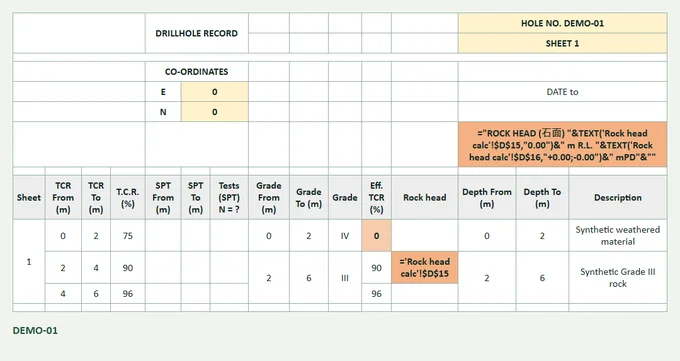 DRILLHOLE RECORD
HOLE NO. DEMO-01
SHEET 1
CO-ORDINATES
E 0 DATE to
N 0
="ROCK HEAD (石面) "&TEXT('Rock head
calc'!$D$15,"0.00")&" m R.L. "&TEXT('Rock
head calc'!$D$16,"+0.00;-0.00")&" mPD"&""
Sheet TCR From (m) TCR To (m) T.C.R. (%) SPT From (m) SPT To (m) Tests (SPT) N = ? Grade From (m) Grade To (m) Grade Eff. TCR (%) Rock head Depth From (m) Depth To (m) Description
1
0 2 75 0 2 IV 0 0 2 Synthetic weathered material
2 4 90 2 6 III 90 ='Rock head calc'!$D$15 2 6 Synthetic Grade III rock
4 6 96 96
DEMO-01